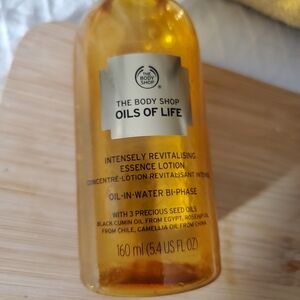 THE
BODY
SHOP
THE BODY SHOP
OILS OF LIFE
INTENSELY REVITALISING
ESSENCE LOTION
CONCENTRÉ-LOTION REVITALISANT INTENSE
OIL-IN-WATER BI-PHASE
WITH 3 PRECIOUS SEED OILS
BLACK CUMIN OIL FROM EGYPT, ROSEHIP OIL
FROM CHILE, CAMELLIA OIL FROM CHINA
160 ml (5.4 US FL OZ)